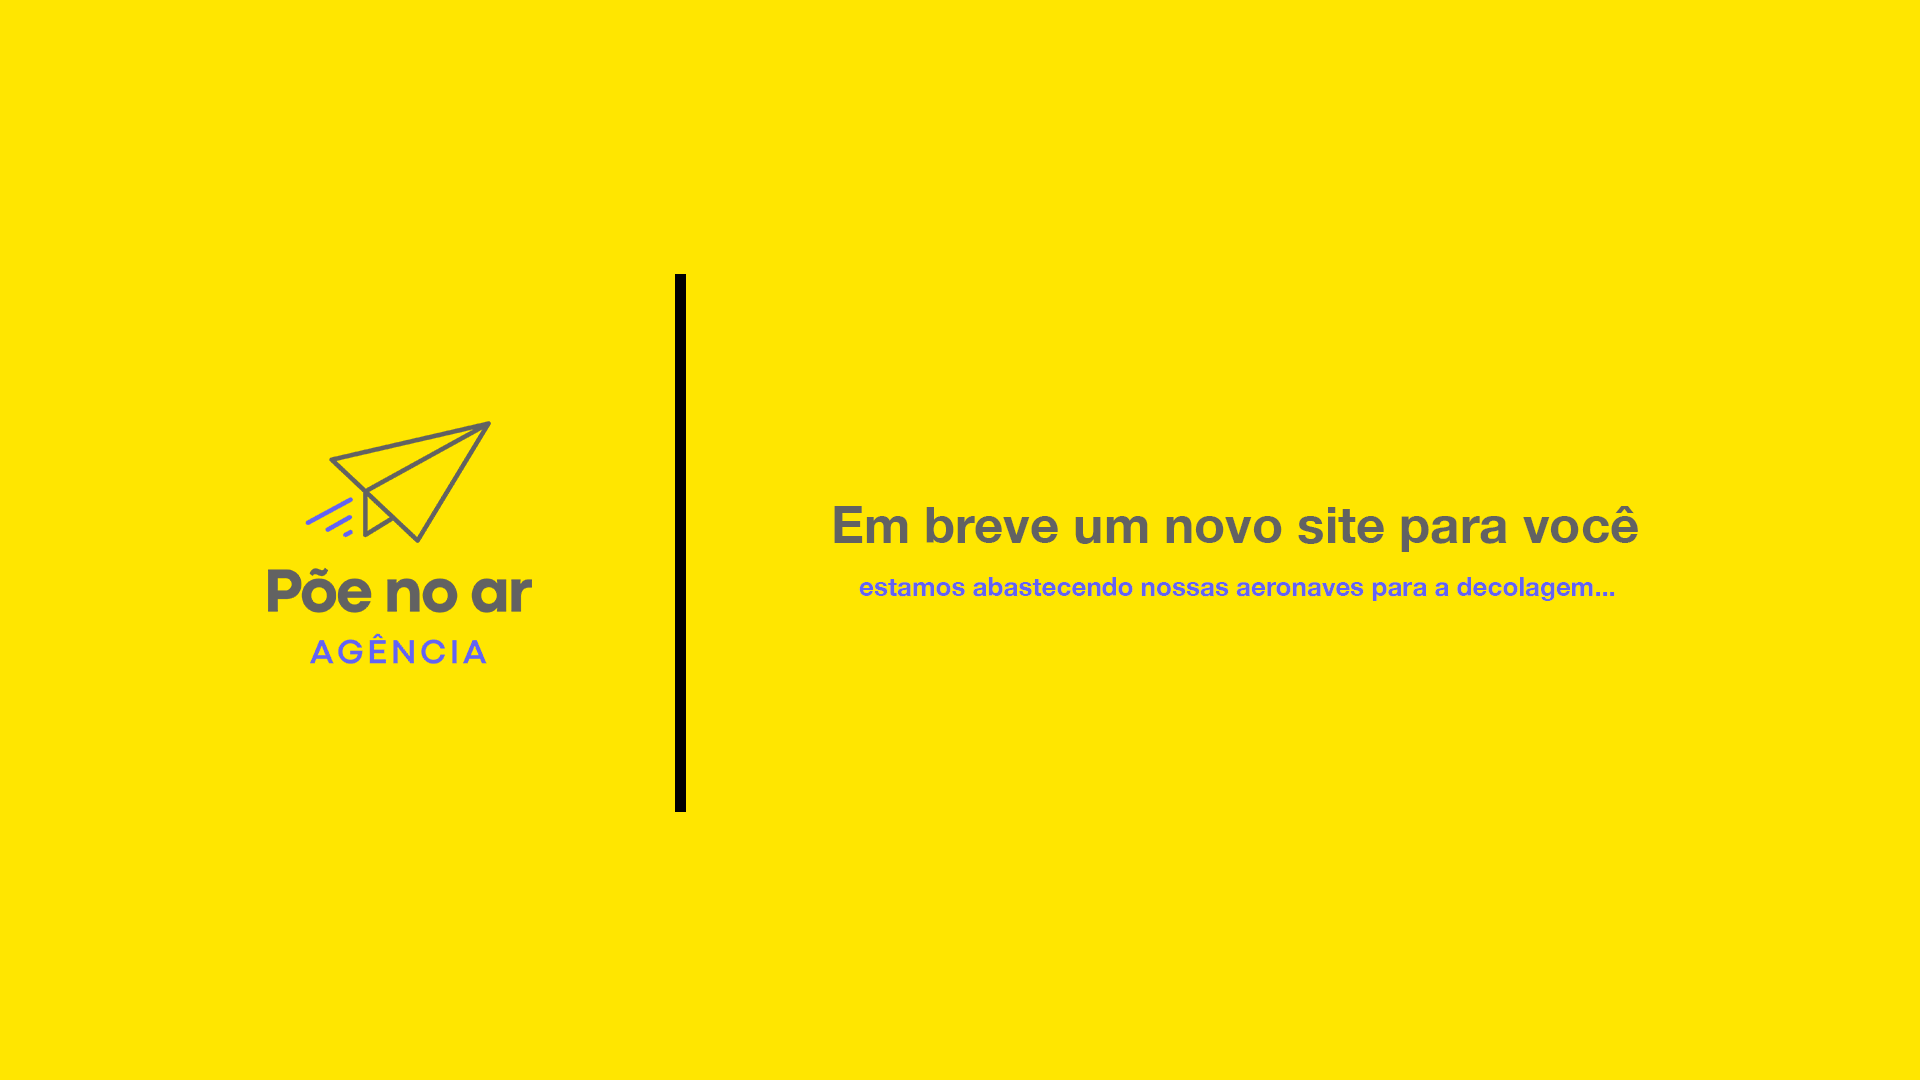 Põe no ar
AGÊNCIA
Em breve um novo site para você
estamos abastecendo nossas aeronaves para a decolagem...